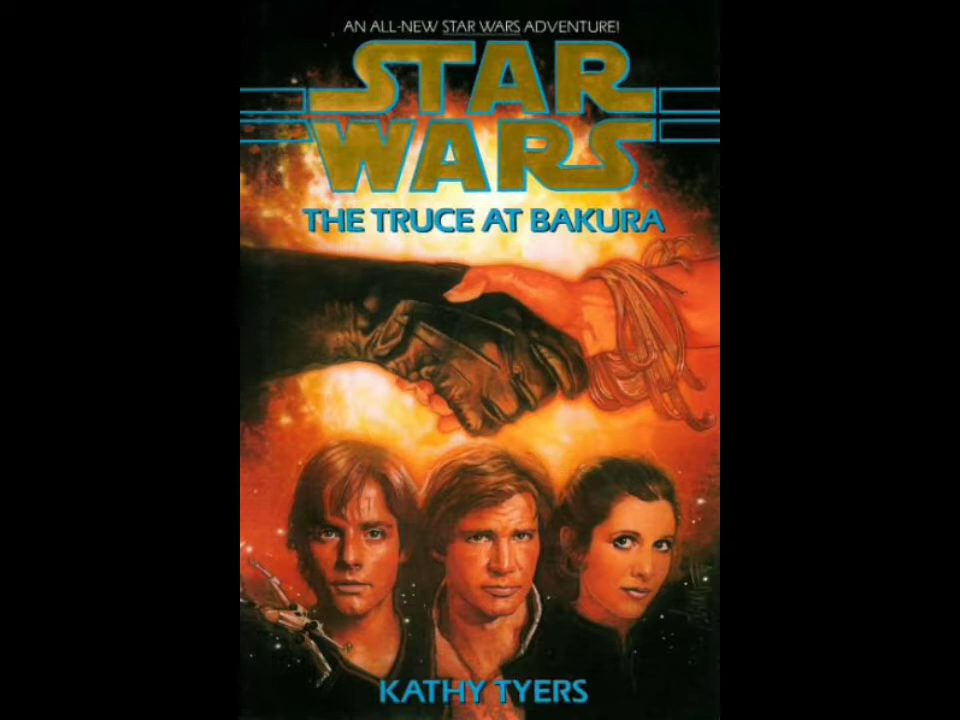 AN ALL-NEW STAR WARS ADVENTURE!
STAR
WARS
THE TRUCE AT BAKURA
KATHY TYERS